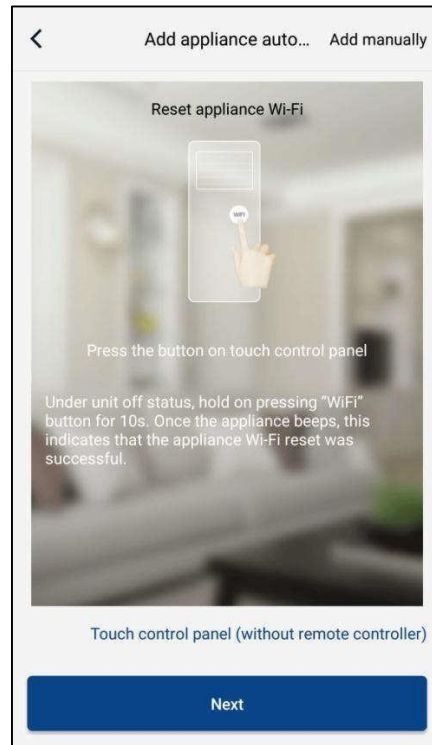 Add appliance auto... Add manually
Reset appliance Wi-Fi
WiFi
Press the button on touch control panel
Under unit off status, hold on pressing "WiFi"
button for 10s. Once the appliance beeps, this
indicates that the appliance Wi-Fi reset was
successful.
Touch control panel (without remote controller)
Next